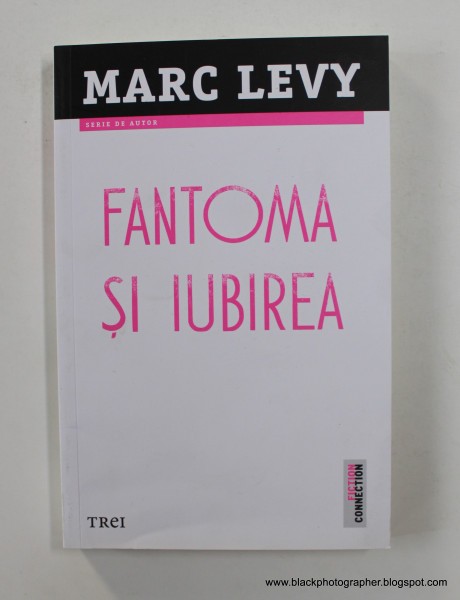 MARC LEVY
SERIE DE AUTOR
FANTOMA
ȘI IUBIREA
FICTION
CONNECTION
TREI
www.blackphotographer.blogspot.com